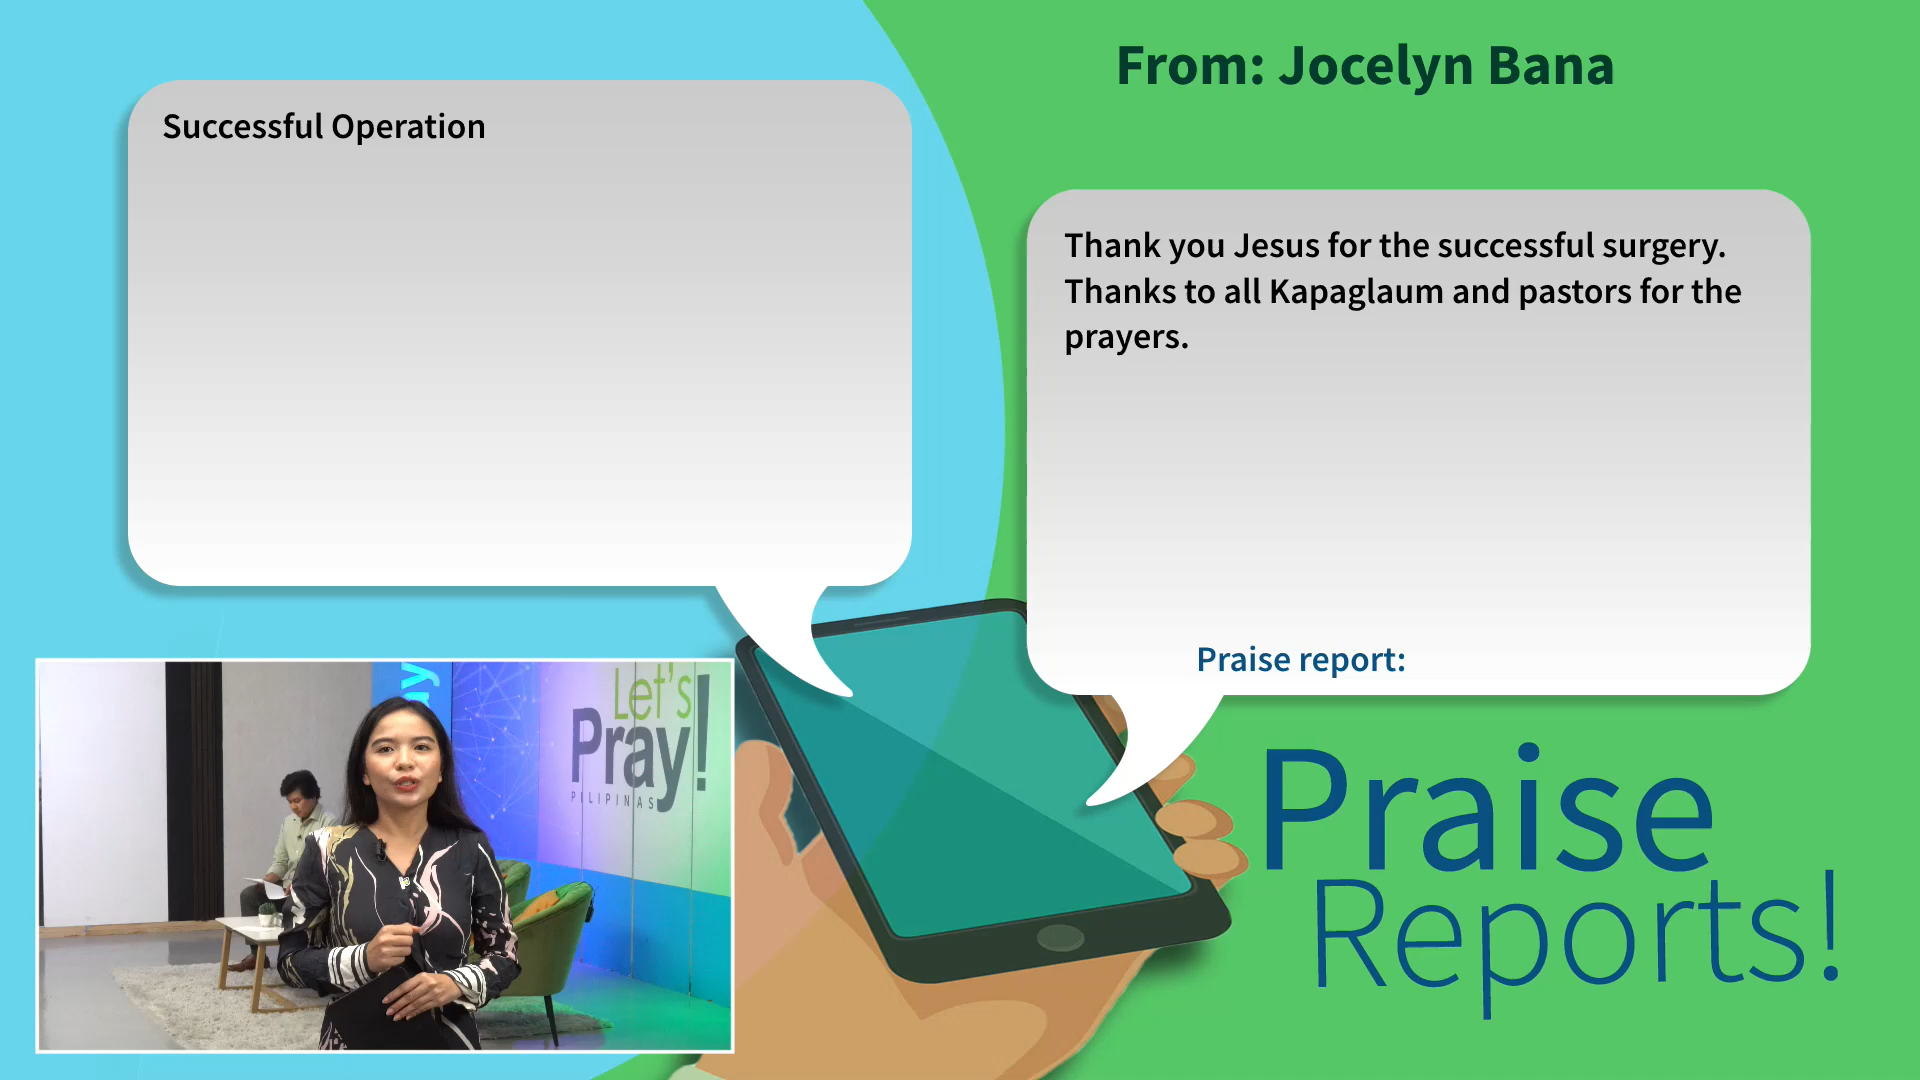 From: Jocelyn Bana
Successful Operation
Thank you Jesus for the successful surgery.
Thanks to all Kapaglaum and pastors for the
prayers.
Praise report:
Praise
Reports!
ay
Let's
Pray!
PILIPINAS